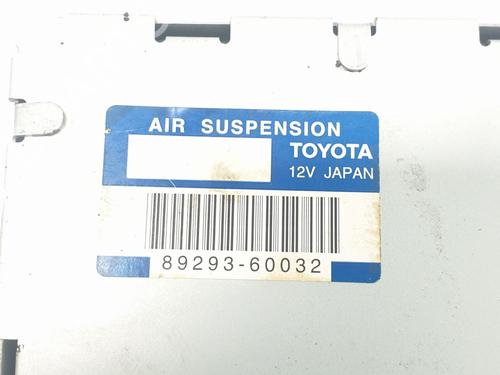 AIR SUSPENSION
TOYOTA
12V JAPAN
89293-60032